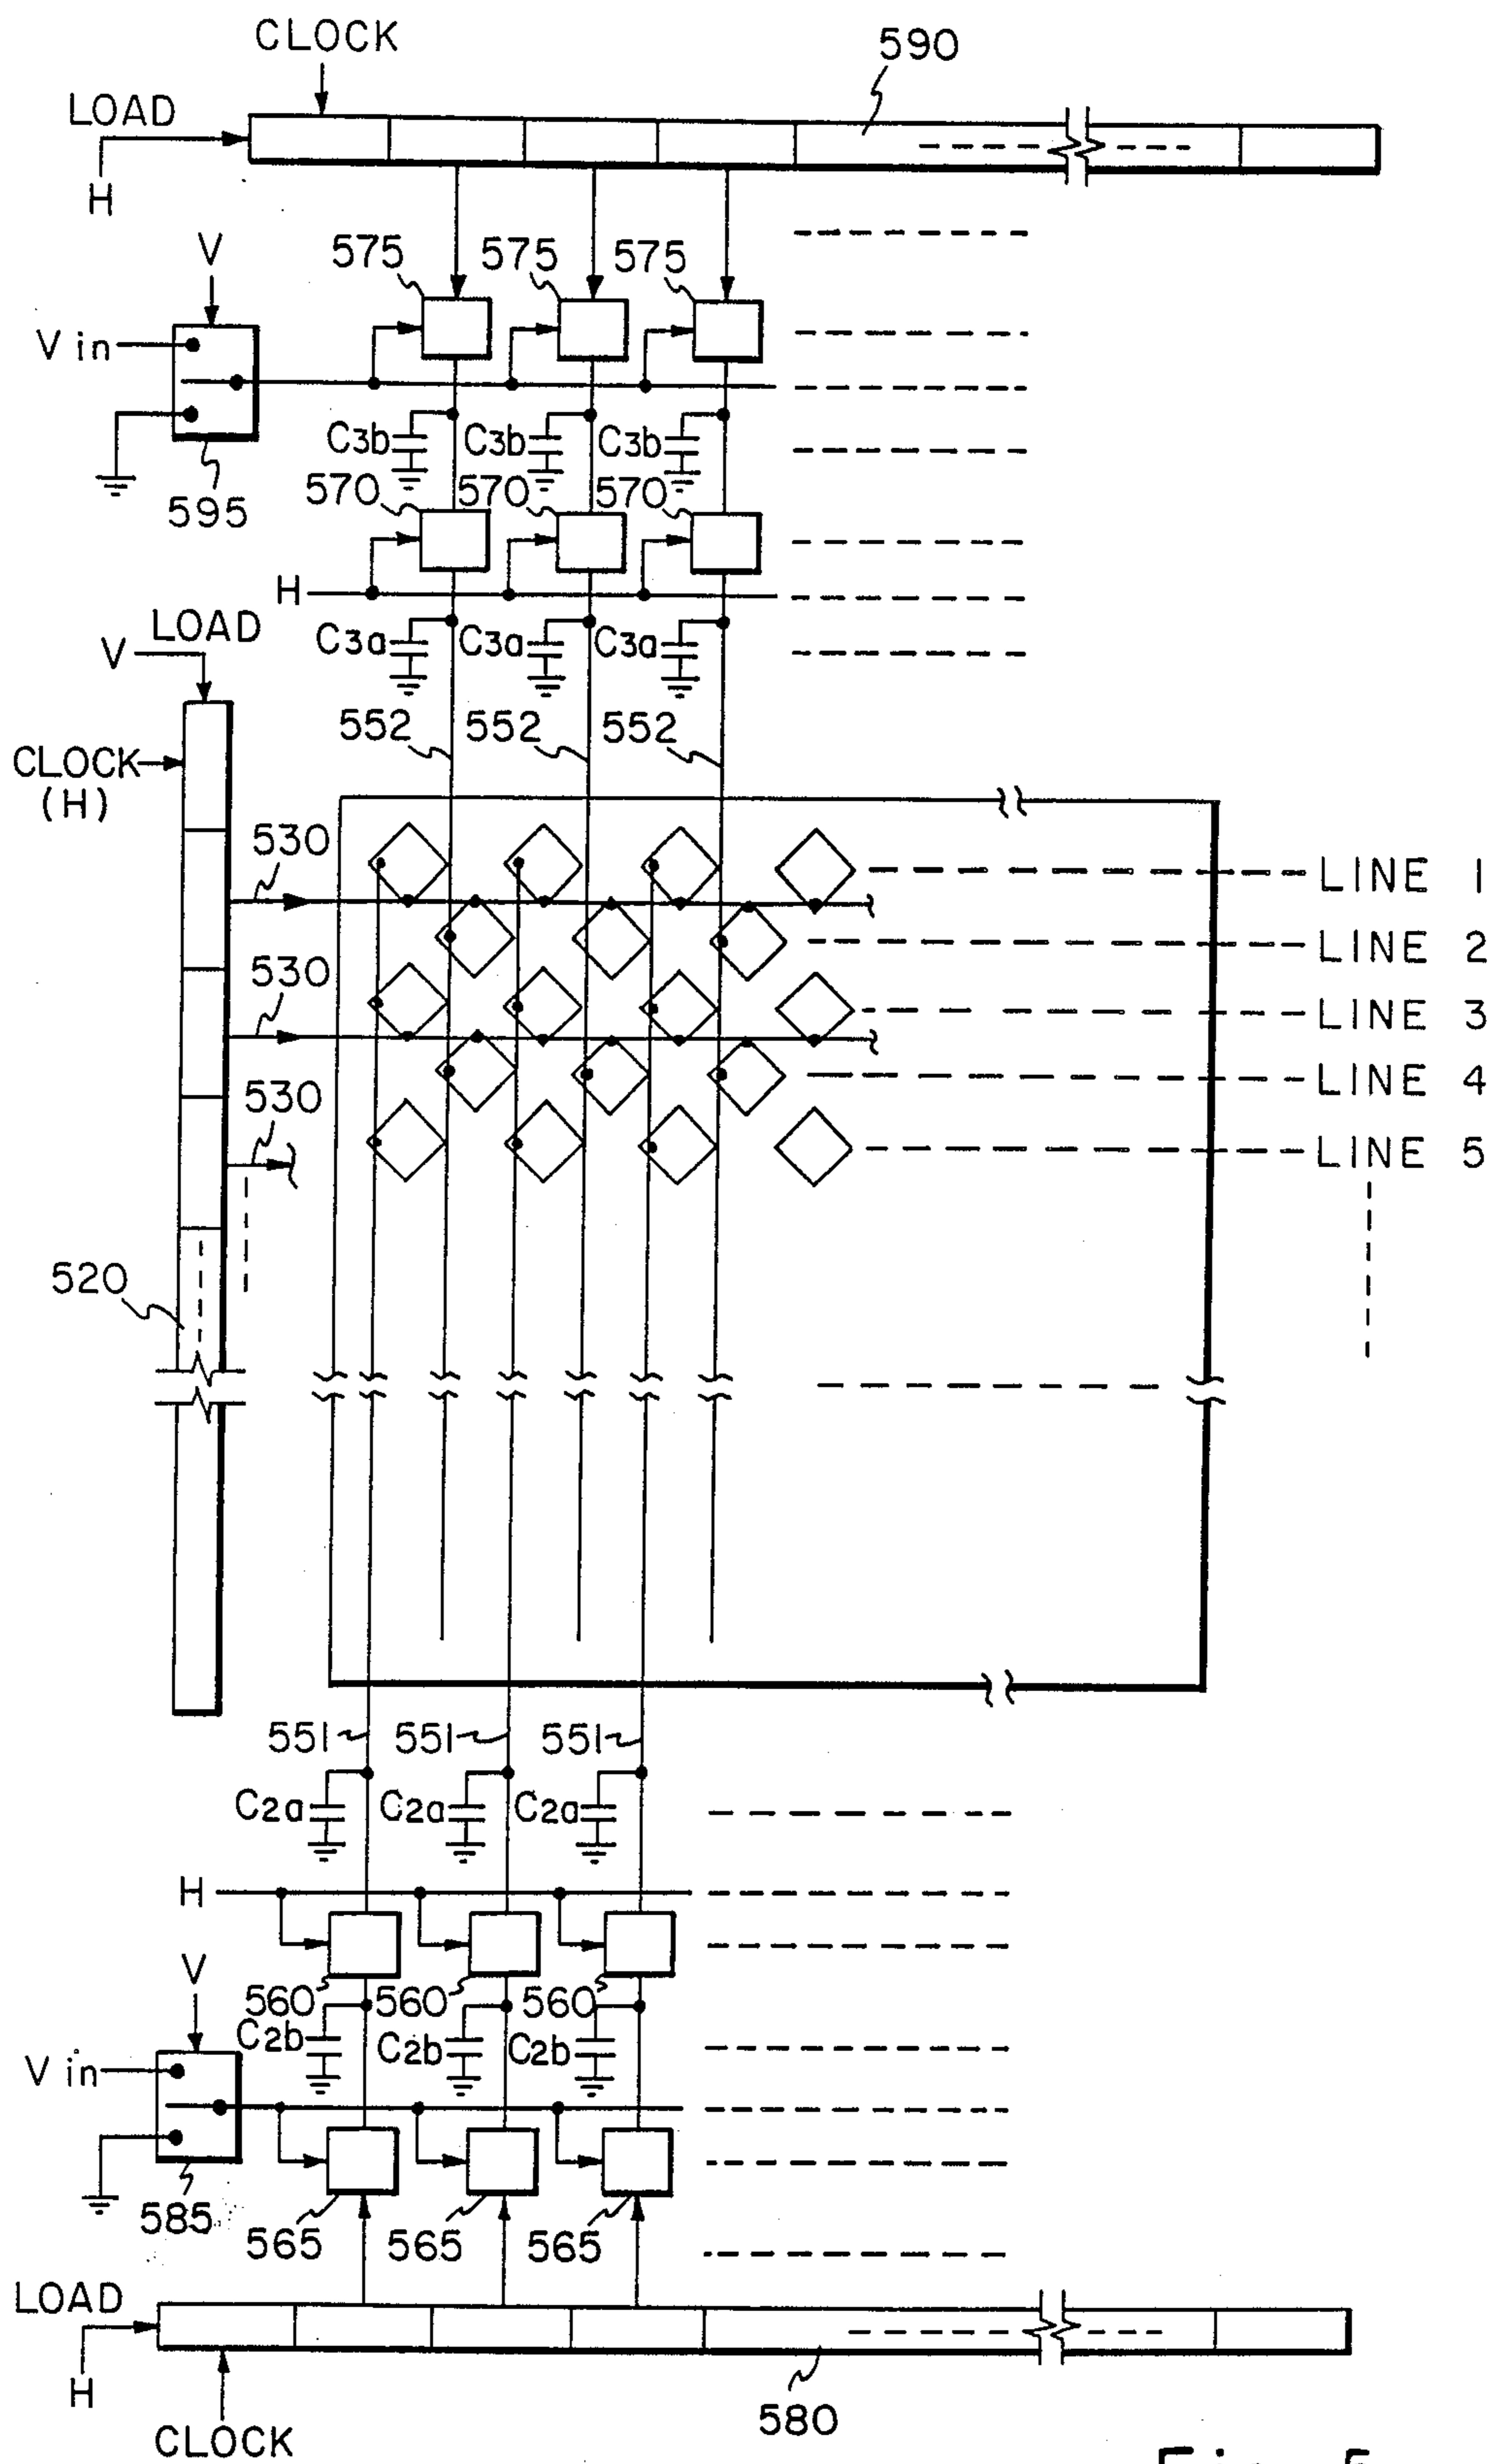 CLOCK
590
LOAD
H
V
575 575 575
V in
C3b C3b C3b
595
570 570 570
H
C3a C3a C3a
LOAD
V
552 552 552
CLOCK
(H)
530
LINE 1
LINE 2
530
LINE 3
LINE 4
530
LINE 5
520
551 551 551
C2a C2a C2a
H
V
560 560 560
C2b C2b C2b
V in
585
565 565 565
LOAD
H
580
CLOCK